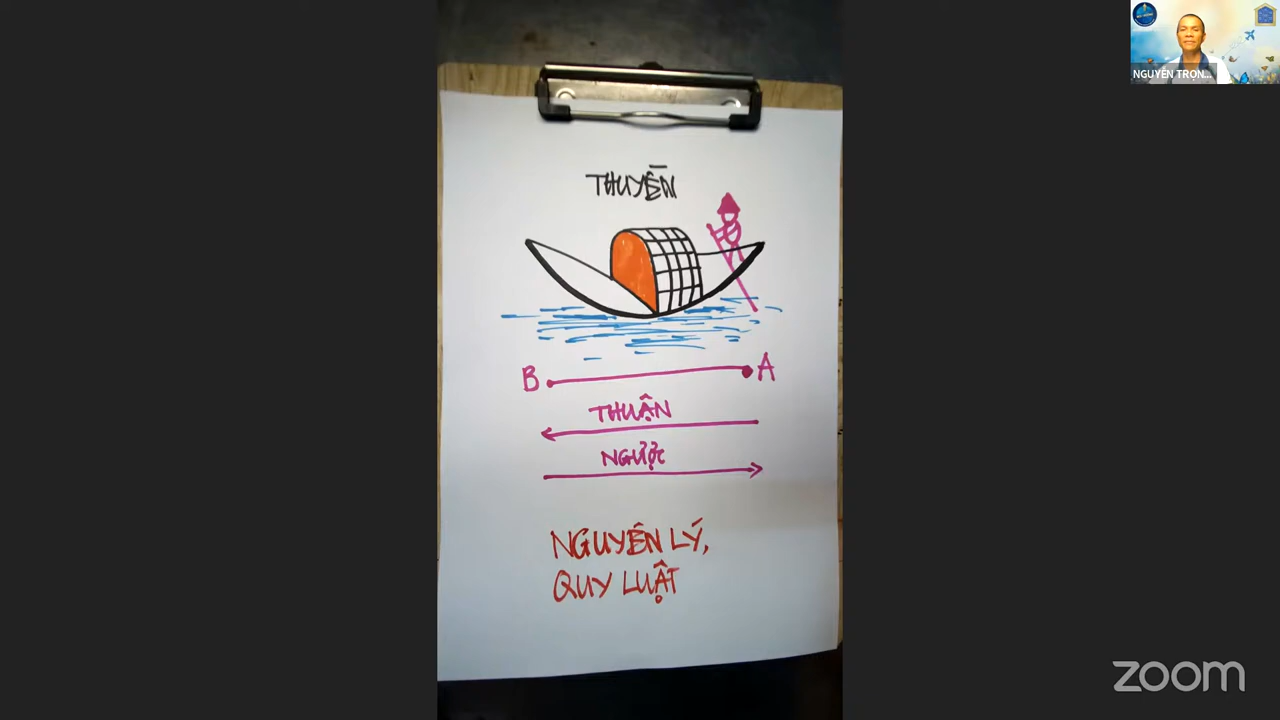 NGUYỄN TRỌN...
THUYỀN
B
A
THUẬN
NGƯỢC
NGUYÊN LÝ,
QUY LUẬT
zoom